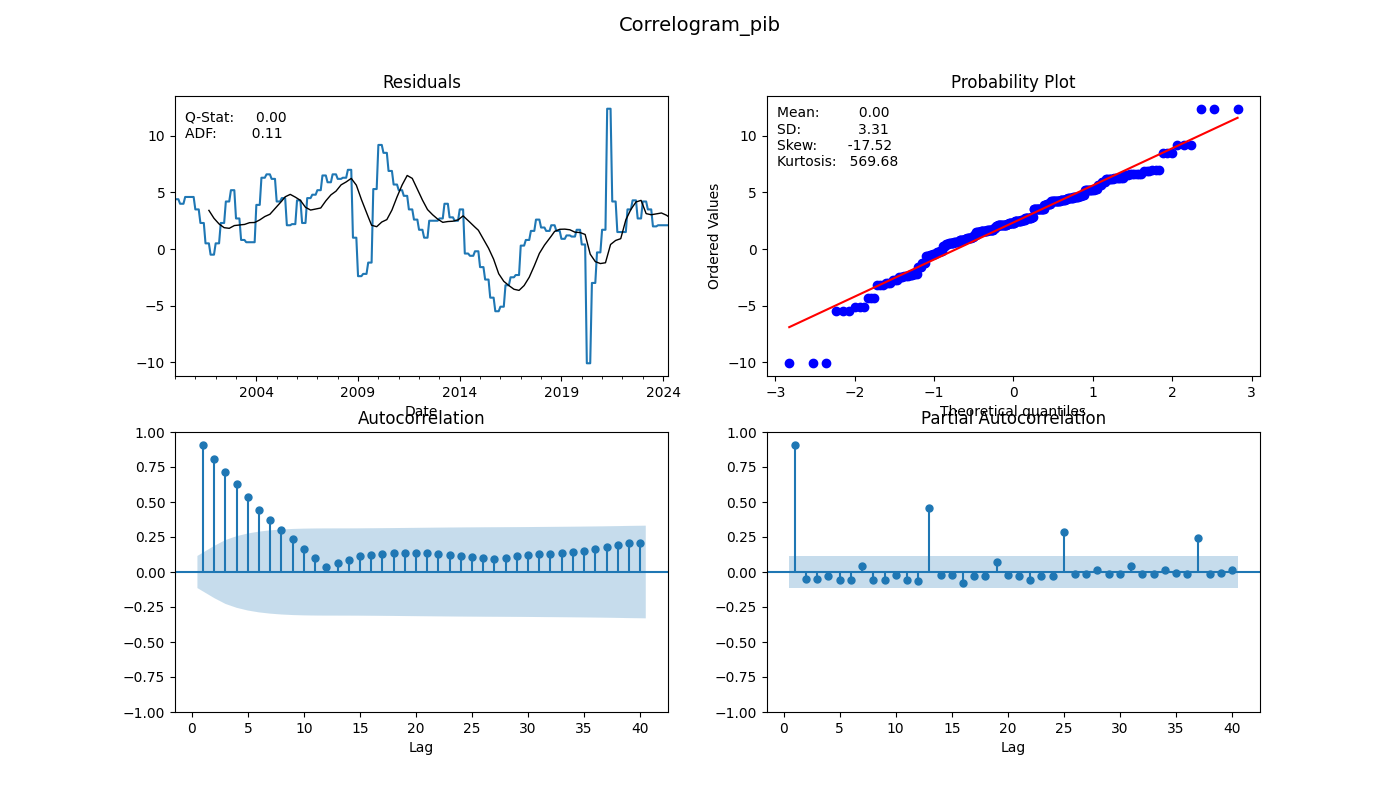 Correlogram_pib
Residuals
Q-Stat: 0.00
ADF: 0.11
10
5
0
−5
−10
2004 2009 2014 2019 2024
Date
Probability Plot
Mean: 0.00
SD: 3.31
Skew: -17.52
Kurtosis: 569.68
Ordered Values
10
5
0
−5
−10
−3 −2 −1 0 1 2 3
Theoretical quantiles
Autocorrelation
1.00
0.75
0.50
0.25
0.00
−0.25
−0.50
−0.75
−1.00
0 5 10 15 20 25 30 35 40
Lag
Partial Autocorrelation
1.00
0.75
0.50
0.25
0.00
−0.25
−0.50
−0.75
−1.00
0 5 10 15 20 25 30 35 40
Lag